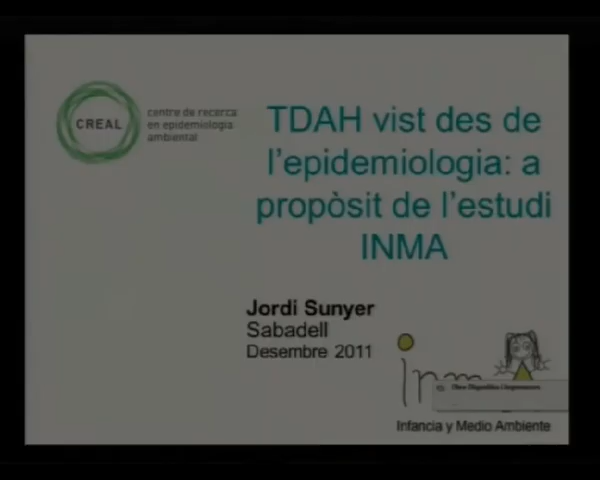 CREAL
centre de recerca
en epidemiologia
ambiental
TDAH vist des de
l'epidemiologia: a
propòsit de l'estudi
INMA
Jordi Sunyer
Sabadell
Desembre 2011
inma
Infancia y Medio Ambiente